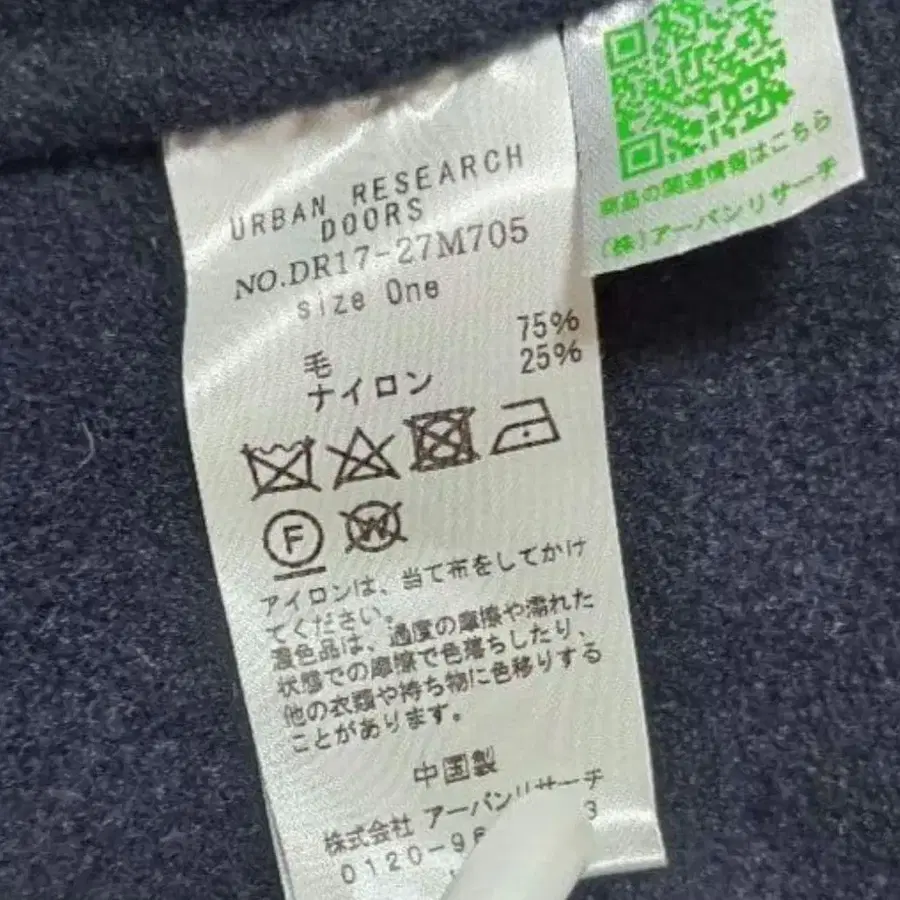 URBAN RESEARCH
DOORS
NO.DR17-27M705
size One
毛 75%
ナイロン 25%
F
W
アイロンは、当て布をしてかけ
てください。
濃色品は、過度の摩擦や濡れた
状態での摩擦で色落ちしたり、
他の衣類や持ち物に色移りする
ことがあります。
中国製
株式会社 アーバンリサーチ
0120-9
商品の関連情報はこちら
(株)アーバンリサーチ